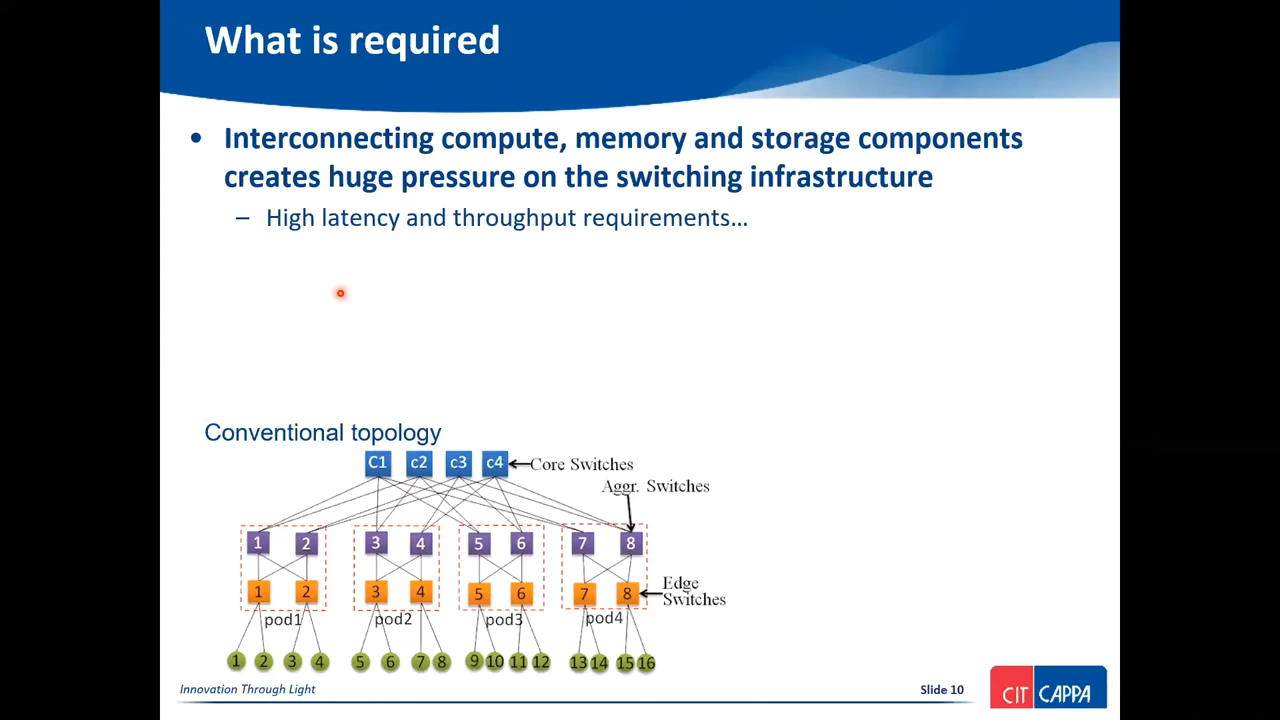 What is required
• Interconnecting compute, memory and storage components
creates huge pressure on the switching infrastructure
– High latency and throughput requirements…
Conventional topology
C1 c2 c3 c4 Core Switches
Aggr. Switches
1 2 3 4 5 6 7 8
1 2 3 4 5 6 7 8 Edge
Switches
pod1 pod2 pod3 pod4
1 2 3 4 5 6 7 8 9 10 11 12 13 14 15 16
Innovation Through Light
Slide 10
CIT CAPPA